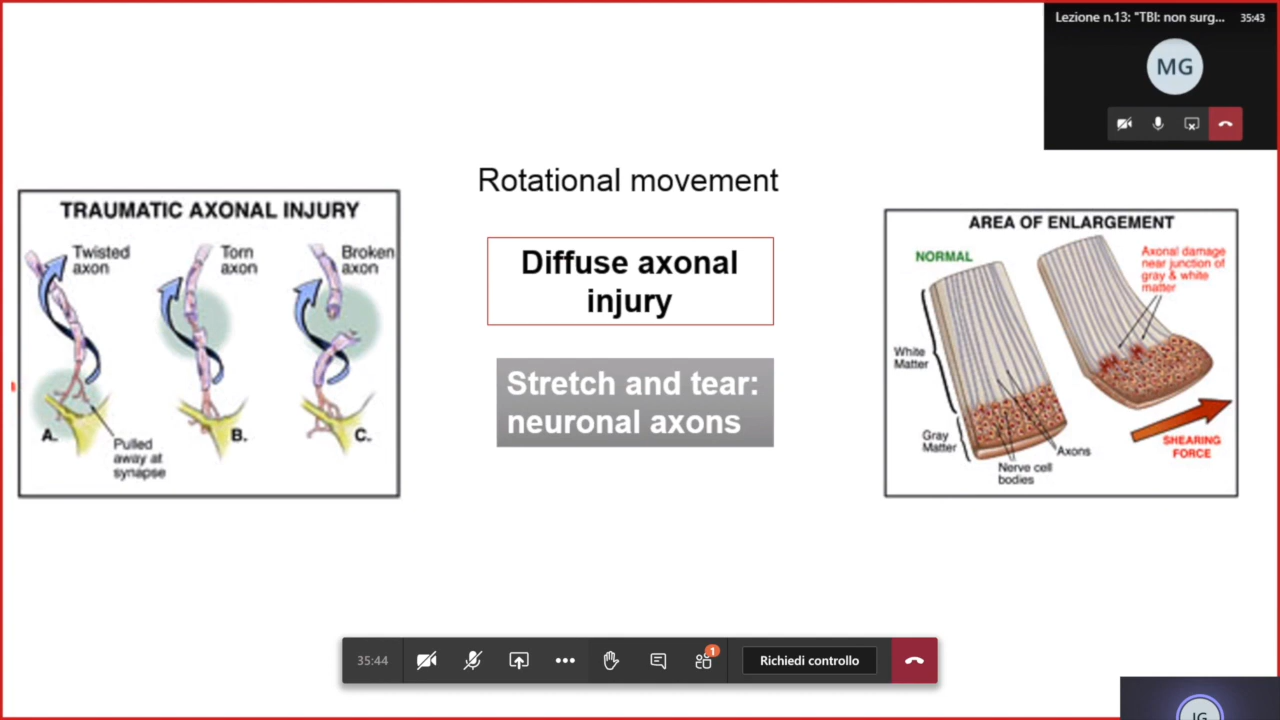 Lezione n.13: "TBI: non surg...
35:43
MG
Rotational movement
TRAUMATIC AXONAL INJURY
Twisted
axon
Torn
axon
Broken
axon
A.
B.
C.
Pulled
away at
synapse
Diffuse axonal
injury
Stretch and tear:
neuronal axons
AREA OF ENLARGEMENT
NORMAL
Axonal damage
near junction of
gray & white
matter
White
Matter
Gray
Matter
Axons
Nerve cell
bodies
SHEARING
FORCE
35:44
1
Richiedi controllo